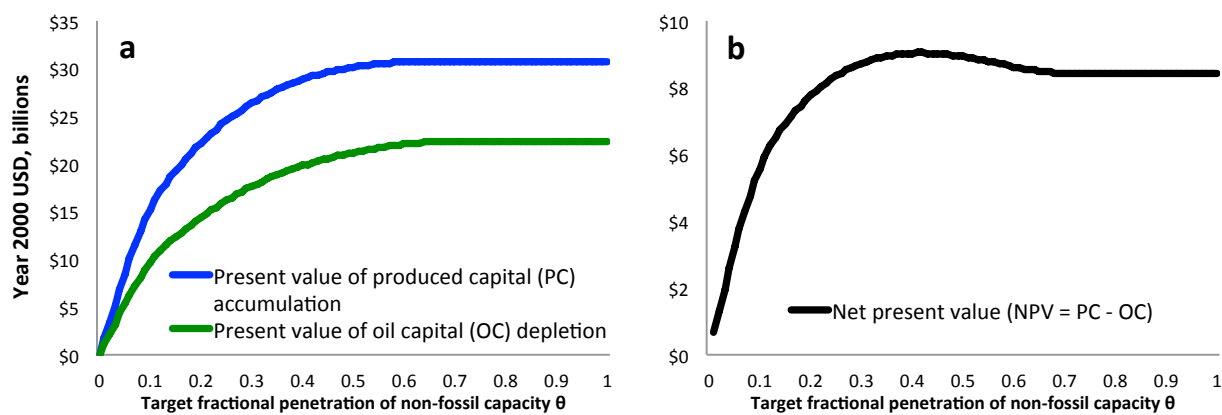 a
Year 2000 USD, billions
$35
$30
$25
$20
$15
$10
$5
$0
Present value of produced capital (PC)
accumulation
Present value of oil capital (OC) depletion
0 0.1 0.2 0.3 0.4 0.5 0.6 0.7 0.8 0.9 1
Target fractional penetration of non-fossil capacity θ
b
$10
$8
$6
$4
$2
$0
Net present value (NPV = PC - OC)
0 0.1 0.2 0.3 0.4 0.5 0.6 0.7 0.8 0.9 1
Target fractional penetration of non-fossil capacity θ